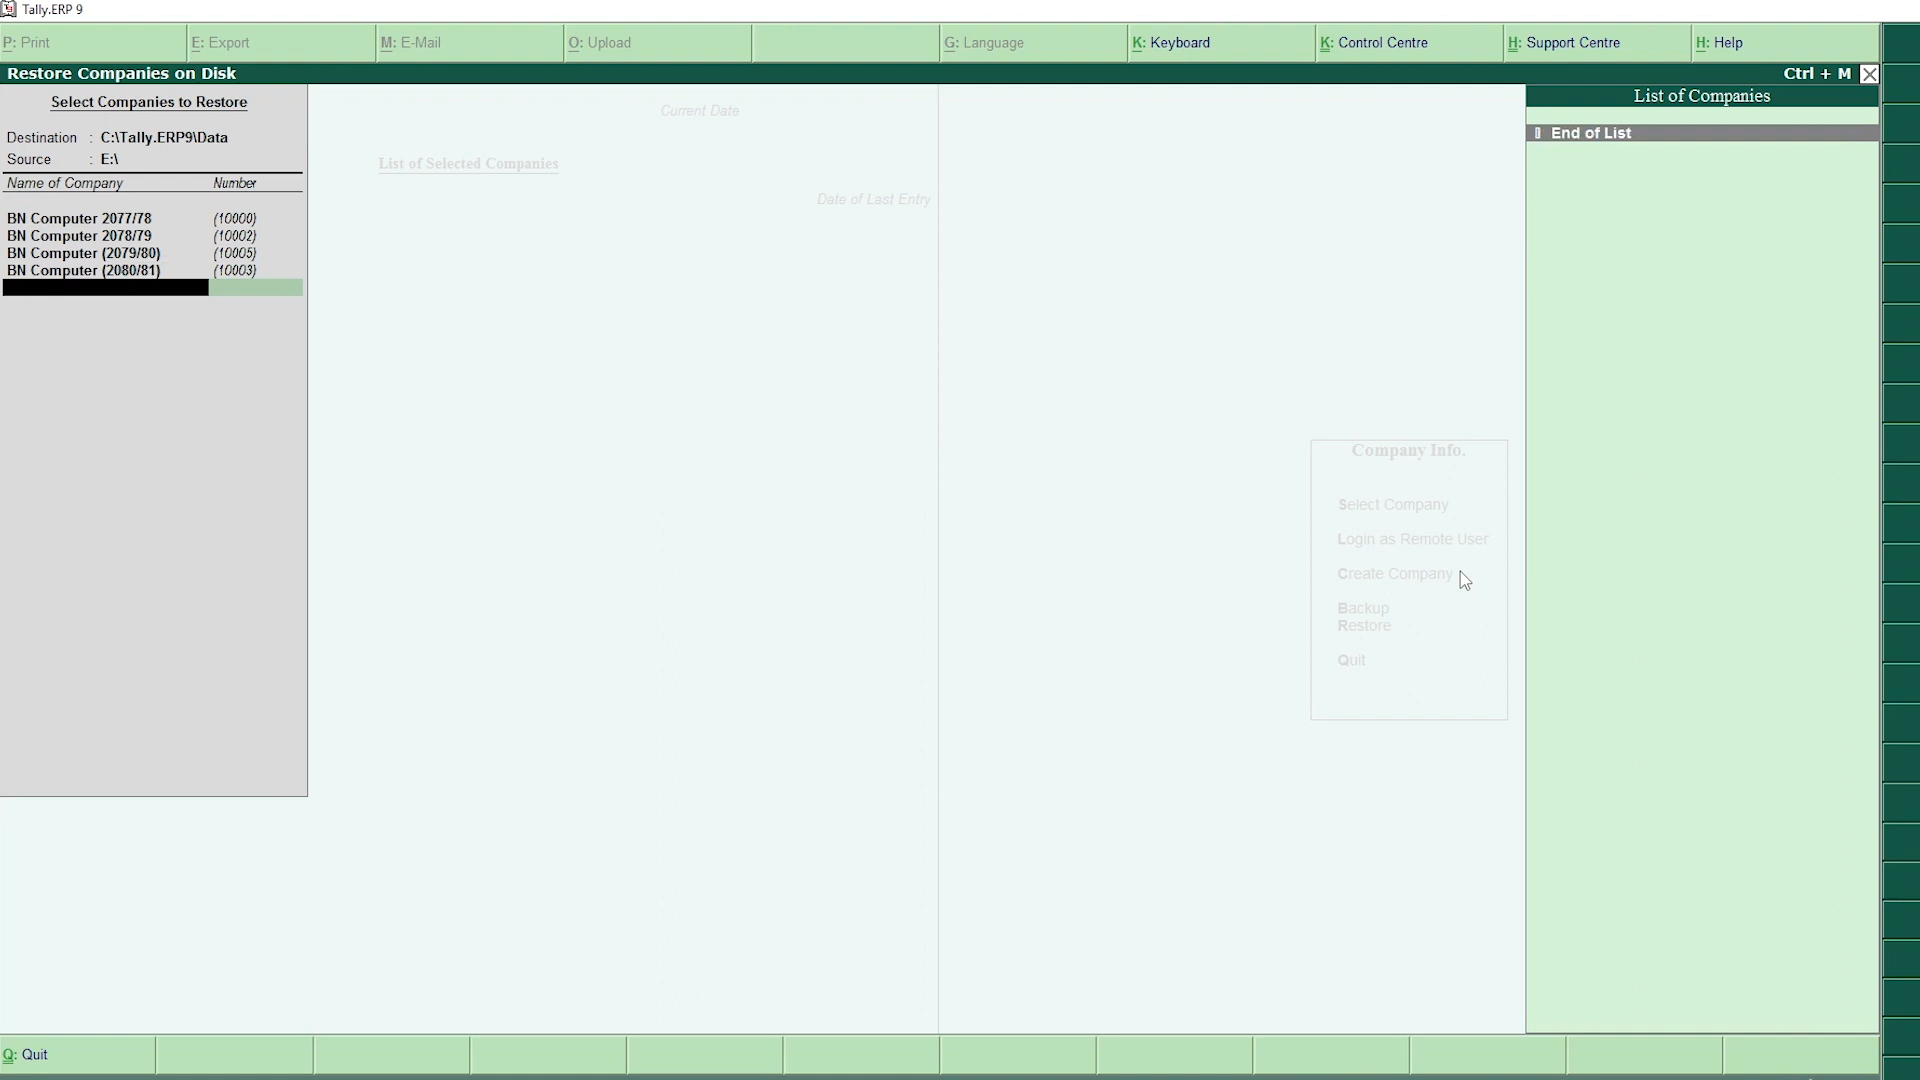 Tally.ERP 9
P: Print E: Export M: E-Mail O: Upload G: Language K: Keyboard K: Control Centre H: Support Centre H: Help
Restore Companies on Disk Ctrl + M
Select Companies to Restore
Destination : C:\Tally.ERP9\Data
Source : E:\
Name of Company Number
BN Computer 2077/78 (10000)
BN Computer 2078/79 (10002)
BN Computer (2079/80) (10005)
BN Computer (2080/81) (10003)
Current Date
List of Selected Companies
Date of Last Entry
Company Info.
Select Company
Login as Remote User
Create Company
Backup
Restore
Quit
List of Companies
End of List
Q: Quit